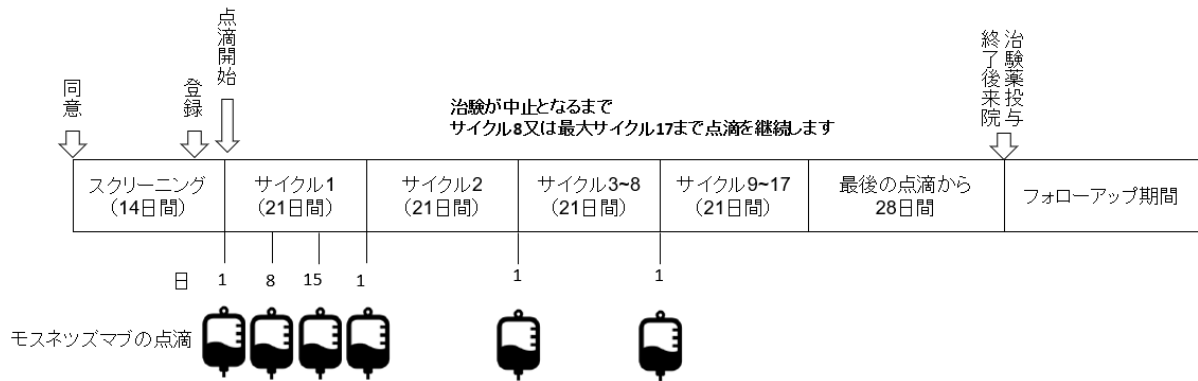 点滴開始
同意
登録
治験薬投与
終了後来院
治験が中止となるまで
サイクル8又は最大サイクル17まで点滴を継続します
スクリーニング
（14日間）
サイクル1
（21日間）
サイクル2
（21日間）
サイクル3~8
（21日間）
サイクル9~17
（21日間）
最後の点滴から
28日間
フォローアップ期間
日 1 8 15 1 1 1
モスネツズマブの点滴